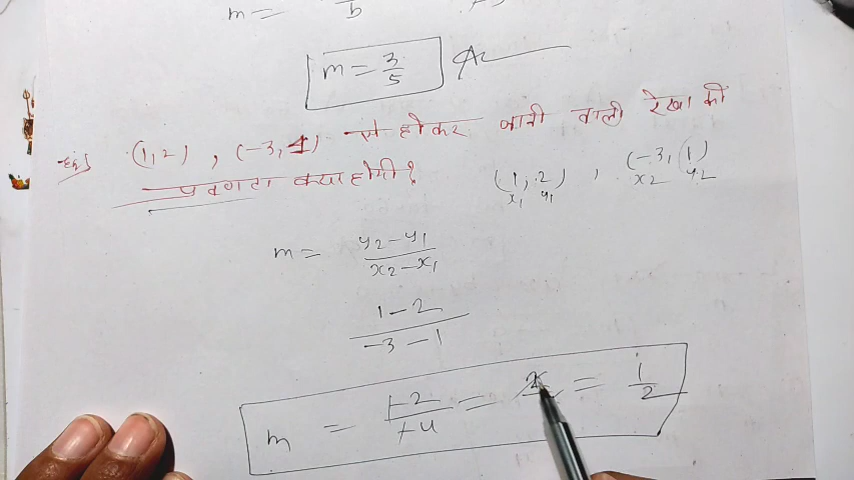 m =
b
m = 3/5
(1,2) , (-3, 1) से होकर जाने वाली रेखा की
प्रवणता क्या होगी?
(1, 2) , (-3, 1)
x1 y1 x2 y2
m = y2-y1/x2-x1
1-2/-3-1
m = +2/+4 = = 1/2